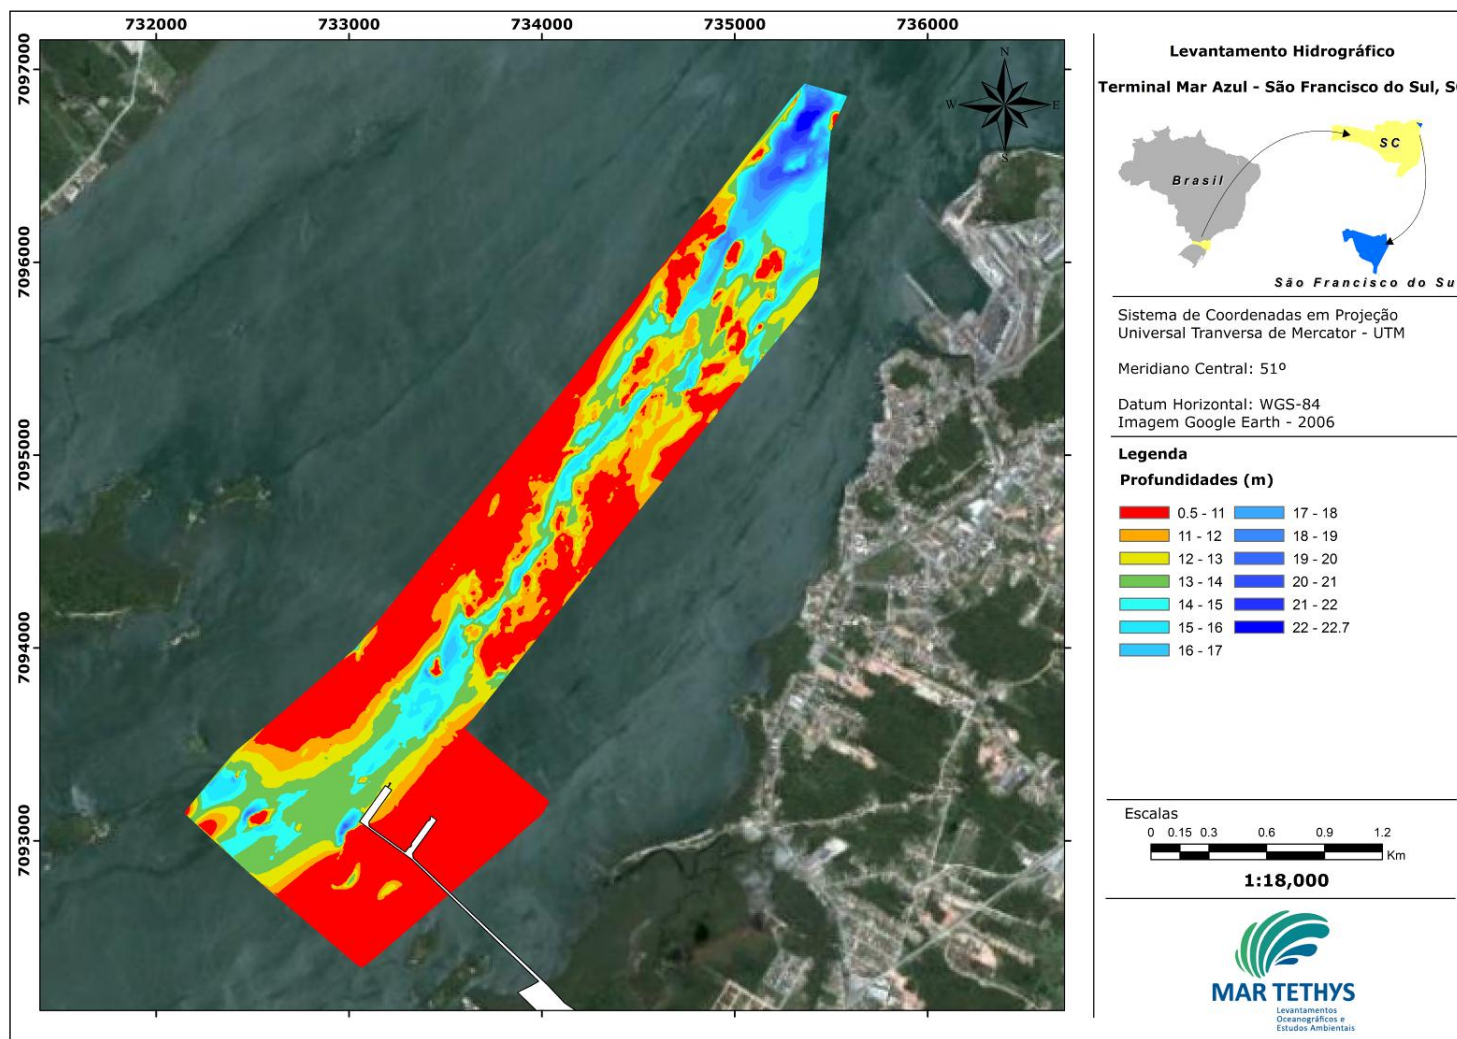 732000 733000 734000 735000 736000
7097000
7096000
7095000
7094000
7093000
N
W E
S
Levantamento Hidrográfico
Terminal Mar Azul - São Francisco do Sul, S
SC
Brasil
São Francisco do Su
Sistema de Coordenadas em Projeção
Universal Tranversa de Mercator - UTM
Meridiano Central: 51º
Datum Horizontal: WGS-84
Imagem Google Earth - 2006
Legenda
Profundidades (m)
0.5 - 11 17 - 18
11 - 12 18 - 19
12 - 13 19 - 20
13 - 14 20 - 21
14 - 15 21 - 22
15 - 16 22 - 22.7
16 - 17
Escalas
0 0.15 0.3 0.6 0.9 1.2
Km
1:18,000
MAR TETHYS
Levantamentos
Oceanográficos e
Estudos Ambientais